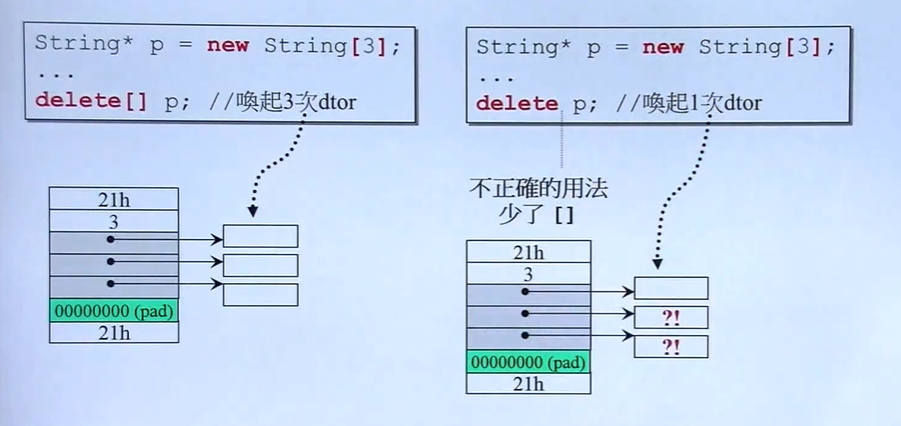 String* p = new String[3];
...
delete[] p; //喚起3次dtor
21h
3
00000000 (pad)
21h
String* p = new String[3];
...
delete p; //喚起1次dtor
不正確的用法
少了 []
21h
3
?!
?!
00000000 (pad)
21h